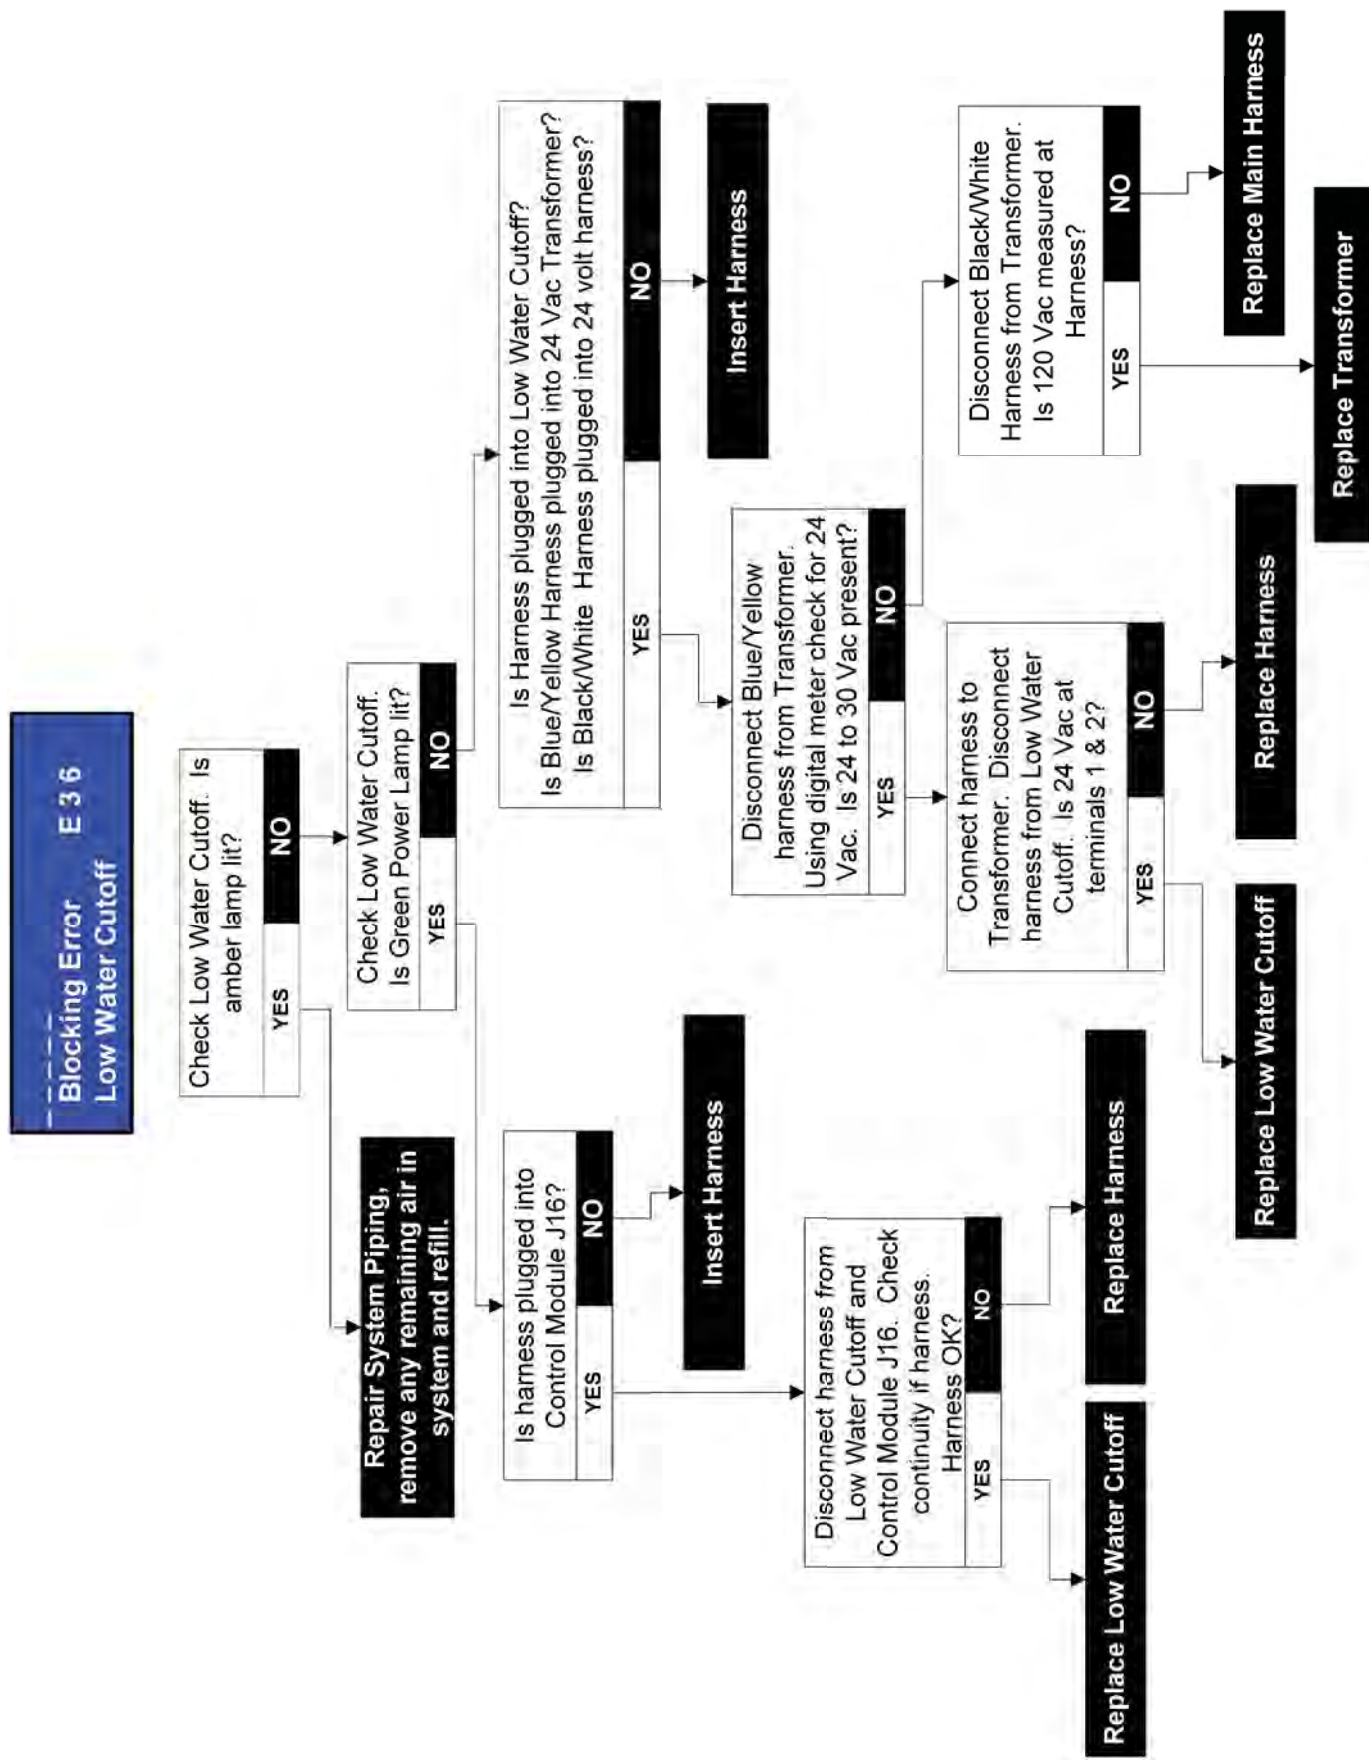 Blocking Error E 3 6
Low Water Cutoff
Check Low Water Cutoff. Is
amber lamp lit?
YES
NO
Repair System Piping,
remove any remaining air in
system and refill.
Check Low Water Cutoff.
Is Green Power Lamp lit?
YES
NO
Is harness plugged into
Control Module J16?
YES
NO
Insert Harness
Disconnect harness from
Low Water Cutoff and
Control Module J16. Check
continuity if harness.
Harness OK?
YES
NO
Replace Low Water Cutoff
Replace Harness
Is Harness plugged into Low Water Cutoff?
Is Blue/Yellow Harness plugged into 24 Vac Transformer?
Is Black/White Harness plugged into 24 volt harness?
YES
NO
Insert Harness
Disconnect Blue/Yellow
harness from Transformer.
Using digital meter check for 24
Vac. Is 24 to 30 Vac present?
YES
NO
Connect harness to
Transformer. Disconnect
harness from Low Water
Cutoff. Is 24 Vac at
terminals 1 & 2?
YES
NO
Replace Low Water Cutoff
Replace Harness
Disconnect Black/White
Harness from Transformer.
Is 120 Vac measured at
Harness?
YES
NO
Replace Transformer
Replace Main Harness